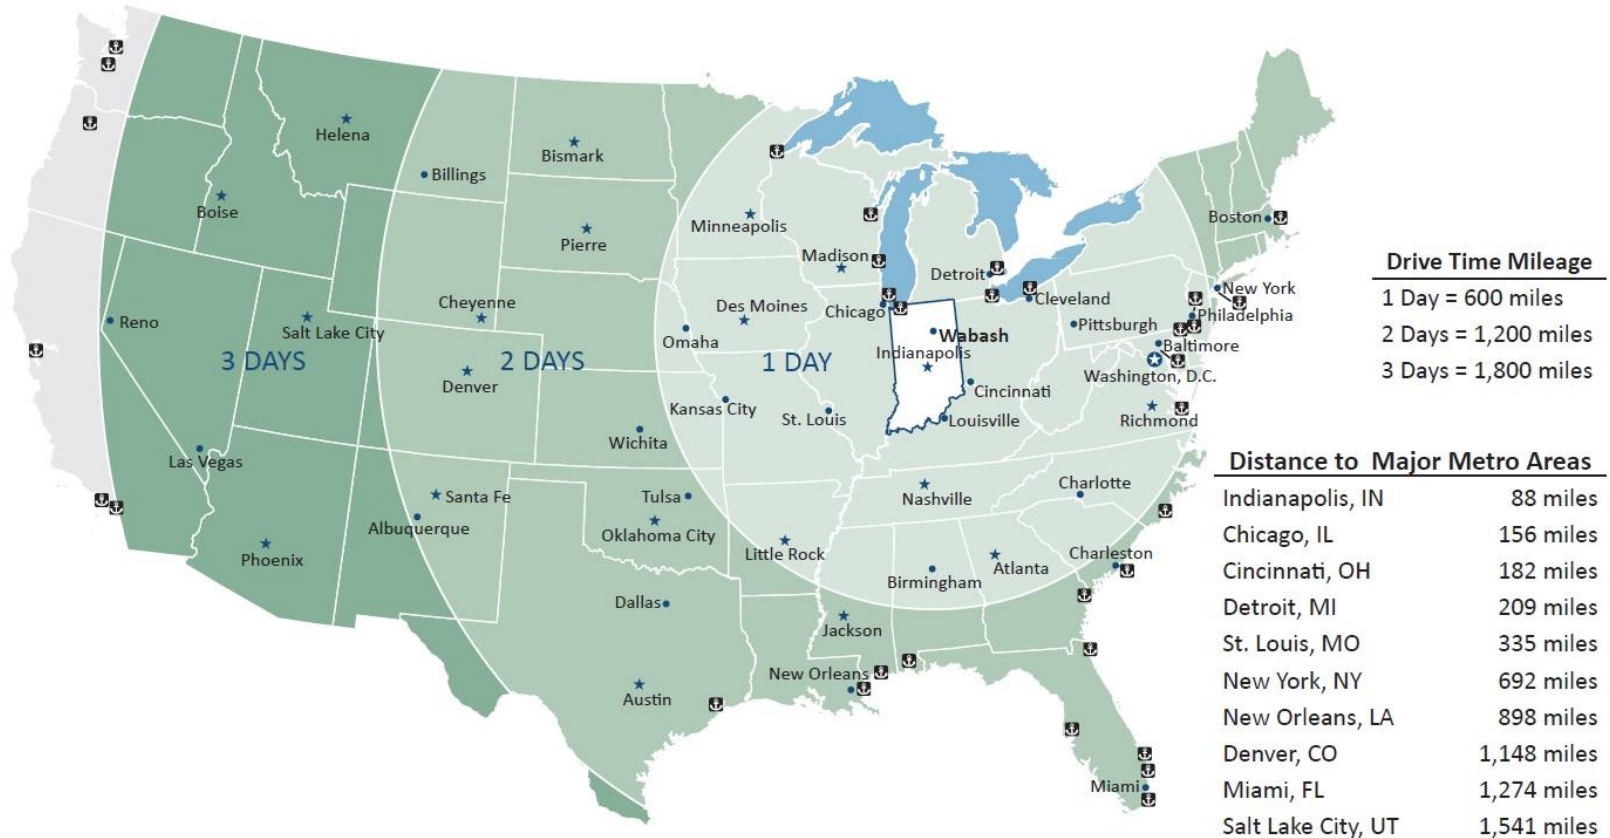 Helena
Billings
Bismark
Boise
Pierre
Minneapolis
Madison
Detroit
Boston
Cheyenne
Reno
Salt Lake City
Des Moines
Chicago
Cleveland
New York
Omaha
Wabash
Pittsburgh
Philadelphia
Indianapolis
Baltimore
3 DAYS
2 DAYS
1 DAY
Denver
Washington, D.C.
Cincinnati
Kansas City
St. Louis
Louisville
Richmond
Wichita
Las Vegas
Santa Fe
Tulsa
Nashville
Charlotte
Albuquerque
Oklahoma City
Phoenix
Little Rock
Charleston
Atlanta
Birmingham
Dallas
Jackson
New Orleans
Austin
Miami
Drive Time Mileage
1 Day = 600 miles
2 Days = 1,200 miles
3 Days = 1,800 miles
Distance to Major Metro Areas
Indianapolis, IN 88 miles
Chicago, IL 156 miles
Cincinnati, OH 182 miles
Detroit, MI 209 miles
St. Louis, MO 335 miles
New York, NY 692 miles
New Orleans, LA 898 miles
Denver, CO 1,148 miles
Miami, FL 1,274 miles
Salt Lake City, UT 1,541 miles